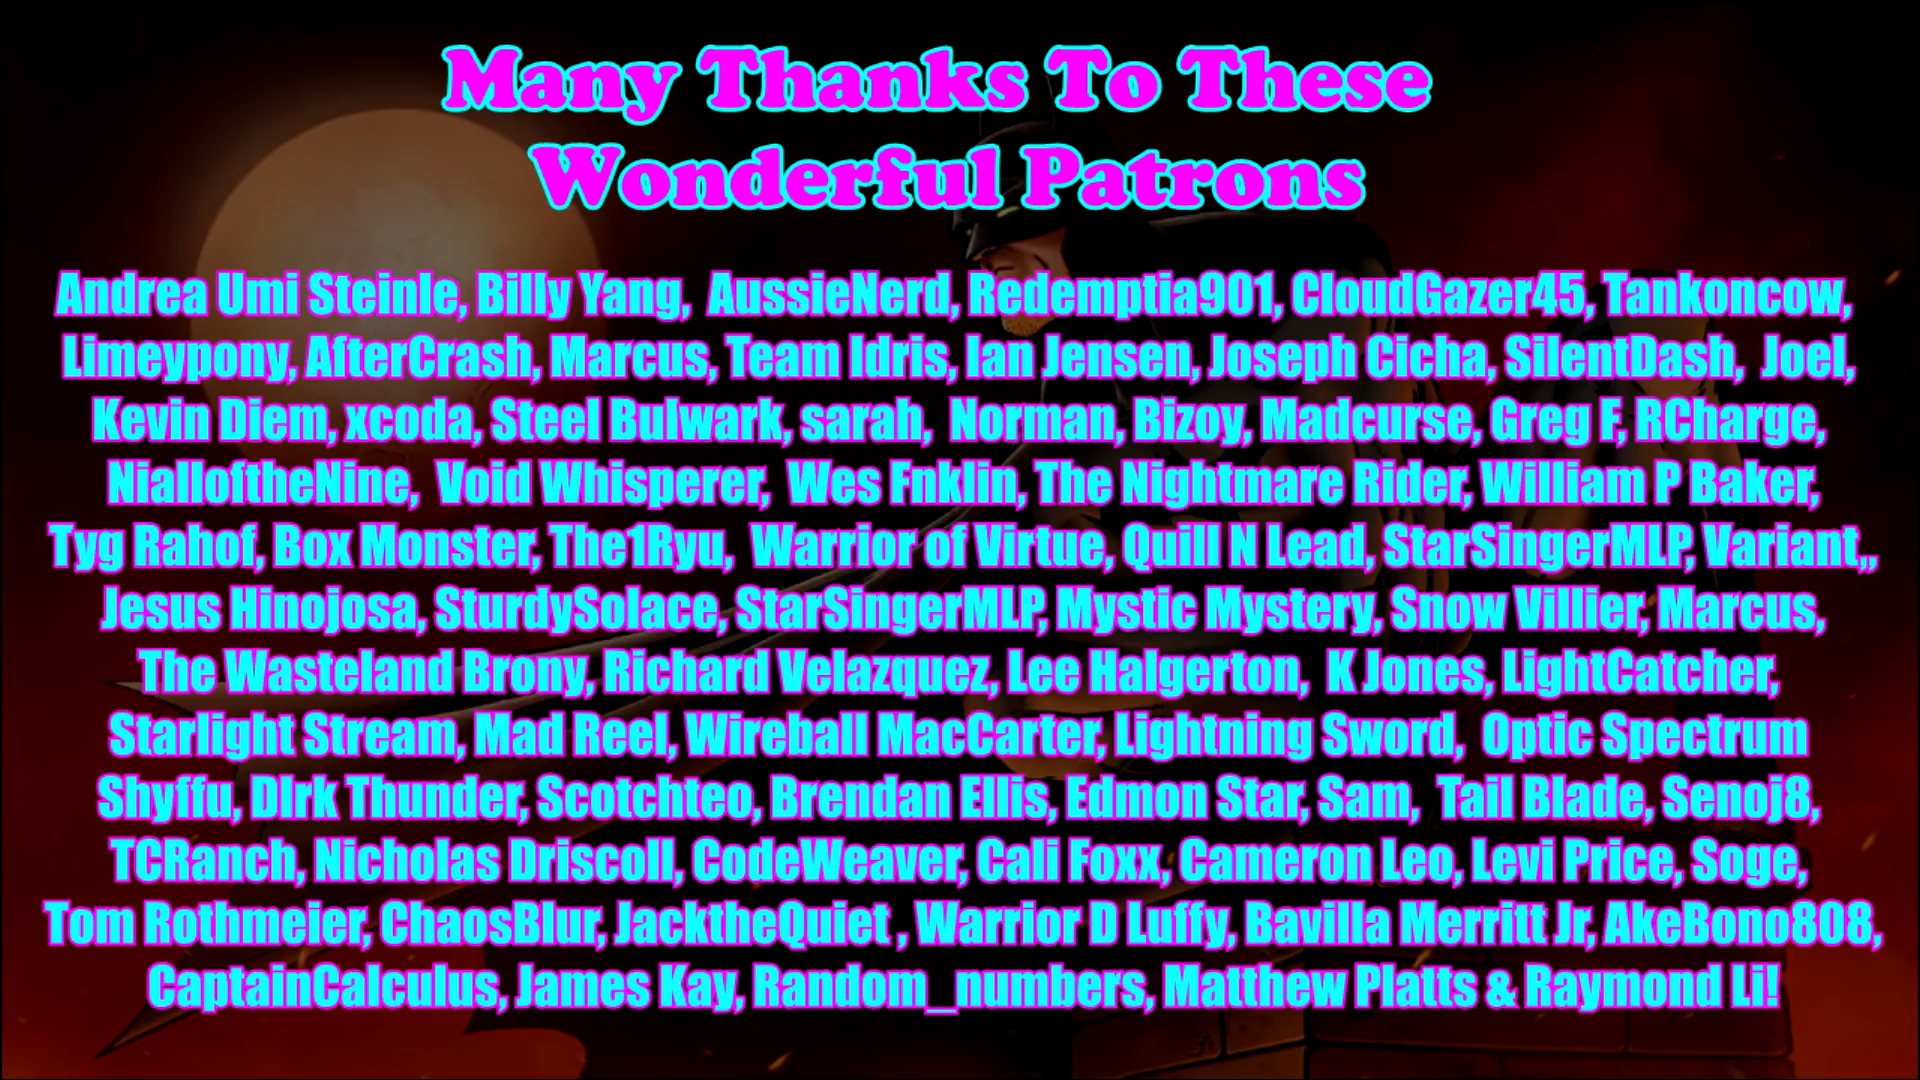 Many Thanks To These
Wonderful Patrons
Andrea Umi Steinle, Billy Yang, AussieNerd, Redemptia901, CloudGazer45, Tankoncow,
Limeypony, AfterCrash, Marcus, Team Idris, Ian Jensen, Joseph Cicha, SilentDash, Joel,
Kevin Diem, xcoda, Steel Bulwark, sarah, Norman, Bizoy, Madcurse, Greg F, RCharge,
NialloftheNine, Void Whisperer, Wes Fnklin, The Nightmare Rider, William P Baker,
Tyg Rahof, Box Monster, The1Ryu, Warrior of Virtue, Quill N Lead, StarSingerMLP, Variant,,
Jesus Hinojosa, SturdySolace, StarSingerMLP, Mystic Mystery, Snow Villier, Marcus,
The Wasteland Brony, Richard Velazquez, Lee Halgerton, K Jones, LightCatcher,
Starlight Stream, Mad Reel, Wireball MacCarter, Lightning Sword, Optic Spectrum
Shyffu, DIrk Thunder, Scotchteo, Brendan Ellis, Edmon Star, Sam, Tail Blade, Senoj8,
TCRanch, Nicholas Driscoll, CodeWeaver, Cali Foxx, Cameron Leo, Levi Price, Soge,
Tom Rothmeier, ChaosBlur, JacktheQuiet , Warrior D Luffy, Bavilla Merritt Jr, AkeBono808,
CaptainCalculus, James Kay, Random_numbers, Matthew Platts & Raymond Li!